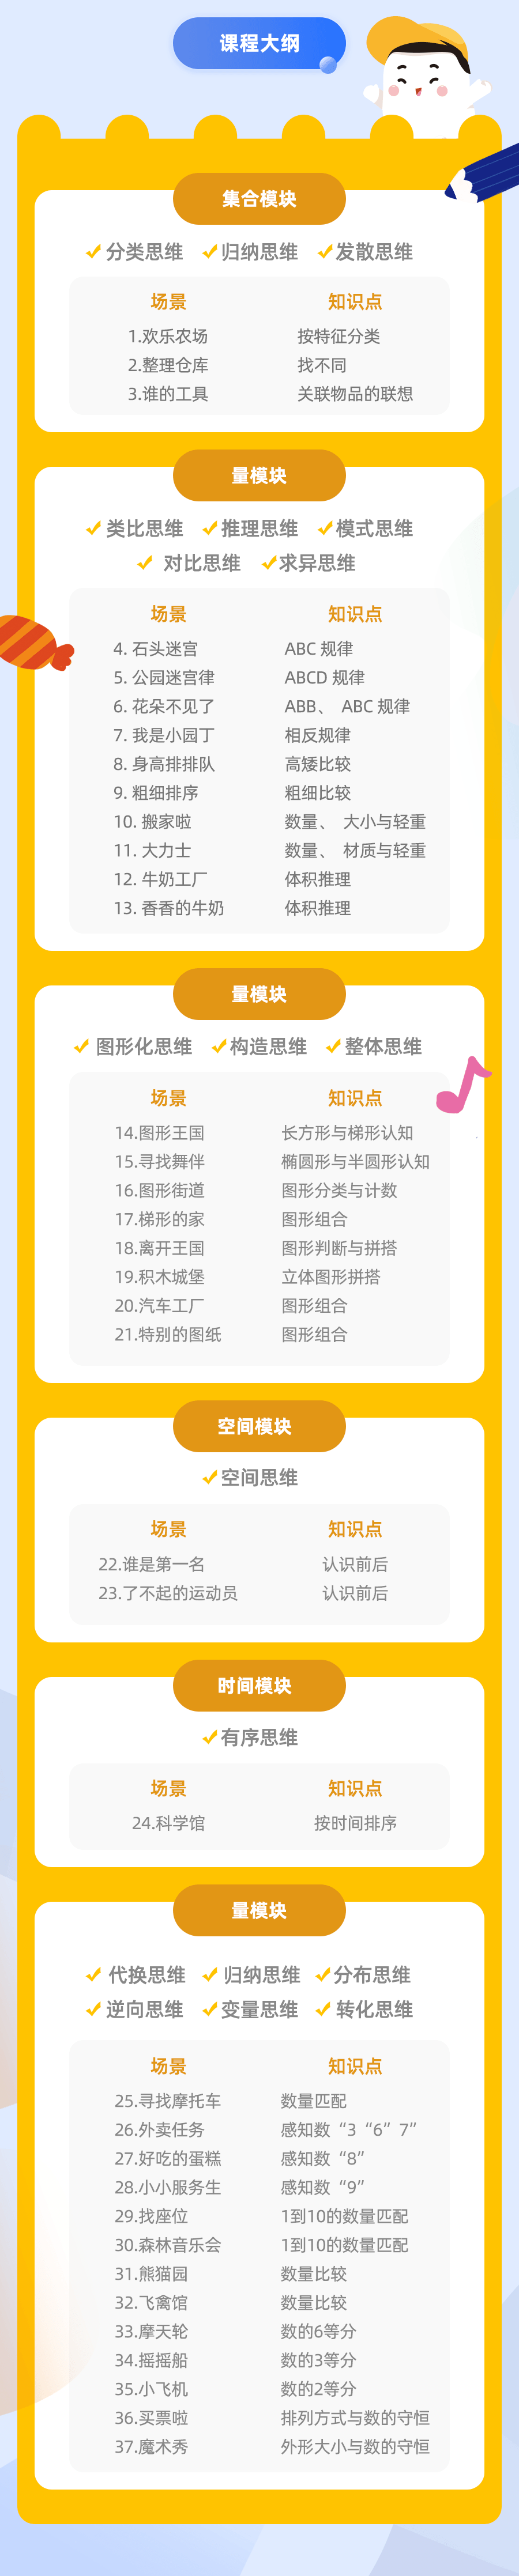 课程大纲
集合模块
分类思维 归纳思维 发散思维
场景 知识点
1.欢乐农场 按特征分类
2.整理仓库 找不同
3.谁的工具 关联物品的联想
量模块
类比思维 推理思维 模式思维
对比思维 求异思维
场景 知识点
4. 石头迷宫 ABC 规律
5. 公园迷宫律 ABCD 规律
6. 花朵不见了 ABB、 ABC 规律
7. 我是小园丁 相反规律
8. 身高排排队 高矮比较
9. 粗细排序 粗细比较
10. 搬家啦 数量、 大小与轻重
11. 大力士 数量、 材质与轻重
12. 牛奶工厂 体积推理
13. 香香的牛奶 体积推理
量模块
图形化思维 构造思维 整体思维
场景 知识点
14.图形王国 长方形与梯形认知
15.寻找舞伴 椭圆形与半圆形认知
16.图形街道 图形分类与计数
17.梯形的家 图形组合
18.离开王国 图形判断与拼搭
19.积木城堡 立体图形拼搭
20.汽车工厂 图形组合
21.特别的图纸 图形组合
空间模块
空间思维
场景 知识点
22.谁是第一名 认识前后
23.了不起的运动员 认识前后
时间模块
有序思维
场景 知识点
24.科学馆 按时间排序
量模块
代换思维 归纳思维 分布思维
逆向思维 变量思维 转化思维
场景 知识点
25.寻找摩托车 数量匹配
26.外卖任务 感知数“3“6”7”
27.好吃的蛋糕 感知数“8”
28.小小服务生 感知数“9”
29.找座位 1到10的数量匹配
30.森林音乐会 1到10的数量匹配
31.熊猫园 数量比较
32.飞禽馆 数量比较
33.摩天轮 数的6等分
34.摇摇船 数的3等分
35.小飞机 数的2等分
36.买票啦 排列方式与数的守恒
37.魔术秀 外形大小与数的守恒